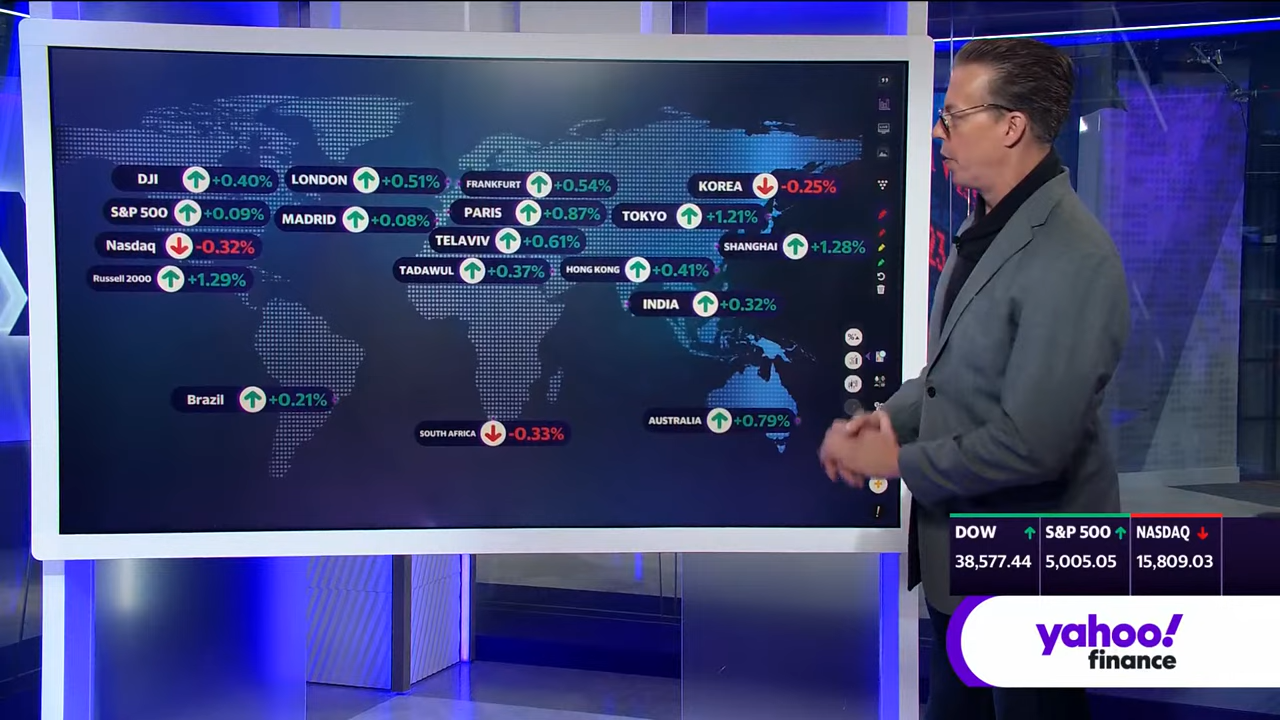 DJI +0.40%
LONDON +0.51%
FRANKFURT +0.54%
KOREA -0.25%
S&P 500 +0.09%
MADRID +0.08%
PARIS +0.87%
TOKYO +1.21%
Nasdaq -0.32%
TELAVIV +0.61%
SHANGHAI +1.28%
Russell 2000 +1.29%
TADAWUL +0.37%
HONG KONG +0.41%
INDIA +0.32%
Brazil +0.21%
SOUTH AFRICA -0.33%
AUSTRALIA +0.79%
DOW
38,577.44
S&P 500
5,005.05
NASDAQ
15,809.03
yahoo!
finance